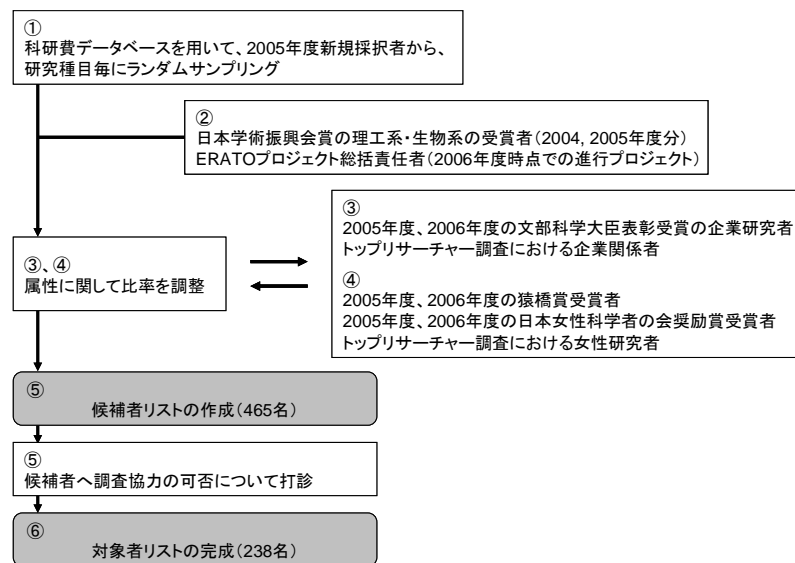 ①
科研費データベースを用いて、2005年度新規採択者から、
研究種目毎にランダムサンプリング
②
日本学術振興会賞の理工系・生物系の受賞者(2004, 2005年度分)
ERATOプロジェクト総括責任者(2006年度時点での進行プロジェクト)
③
2005年度、2006年度の文部科学大臣表彰受賞の企業研究者
トップリサーチャー調査における企業関係者
④
2005年度、2006年度の猿橋賞受賞者
2005年度、2006年度の日本女性科学者の会奨励賞受賞者
トップリサーチャー調査における女性研究者
③、④
属性に関して比率を調整
⑤
候補者リストの作成(465名)
⑤
候補者へ調査協力の可否について打診
⑥
対象者リストの完成(238名)